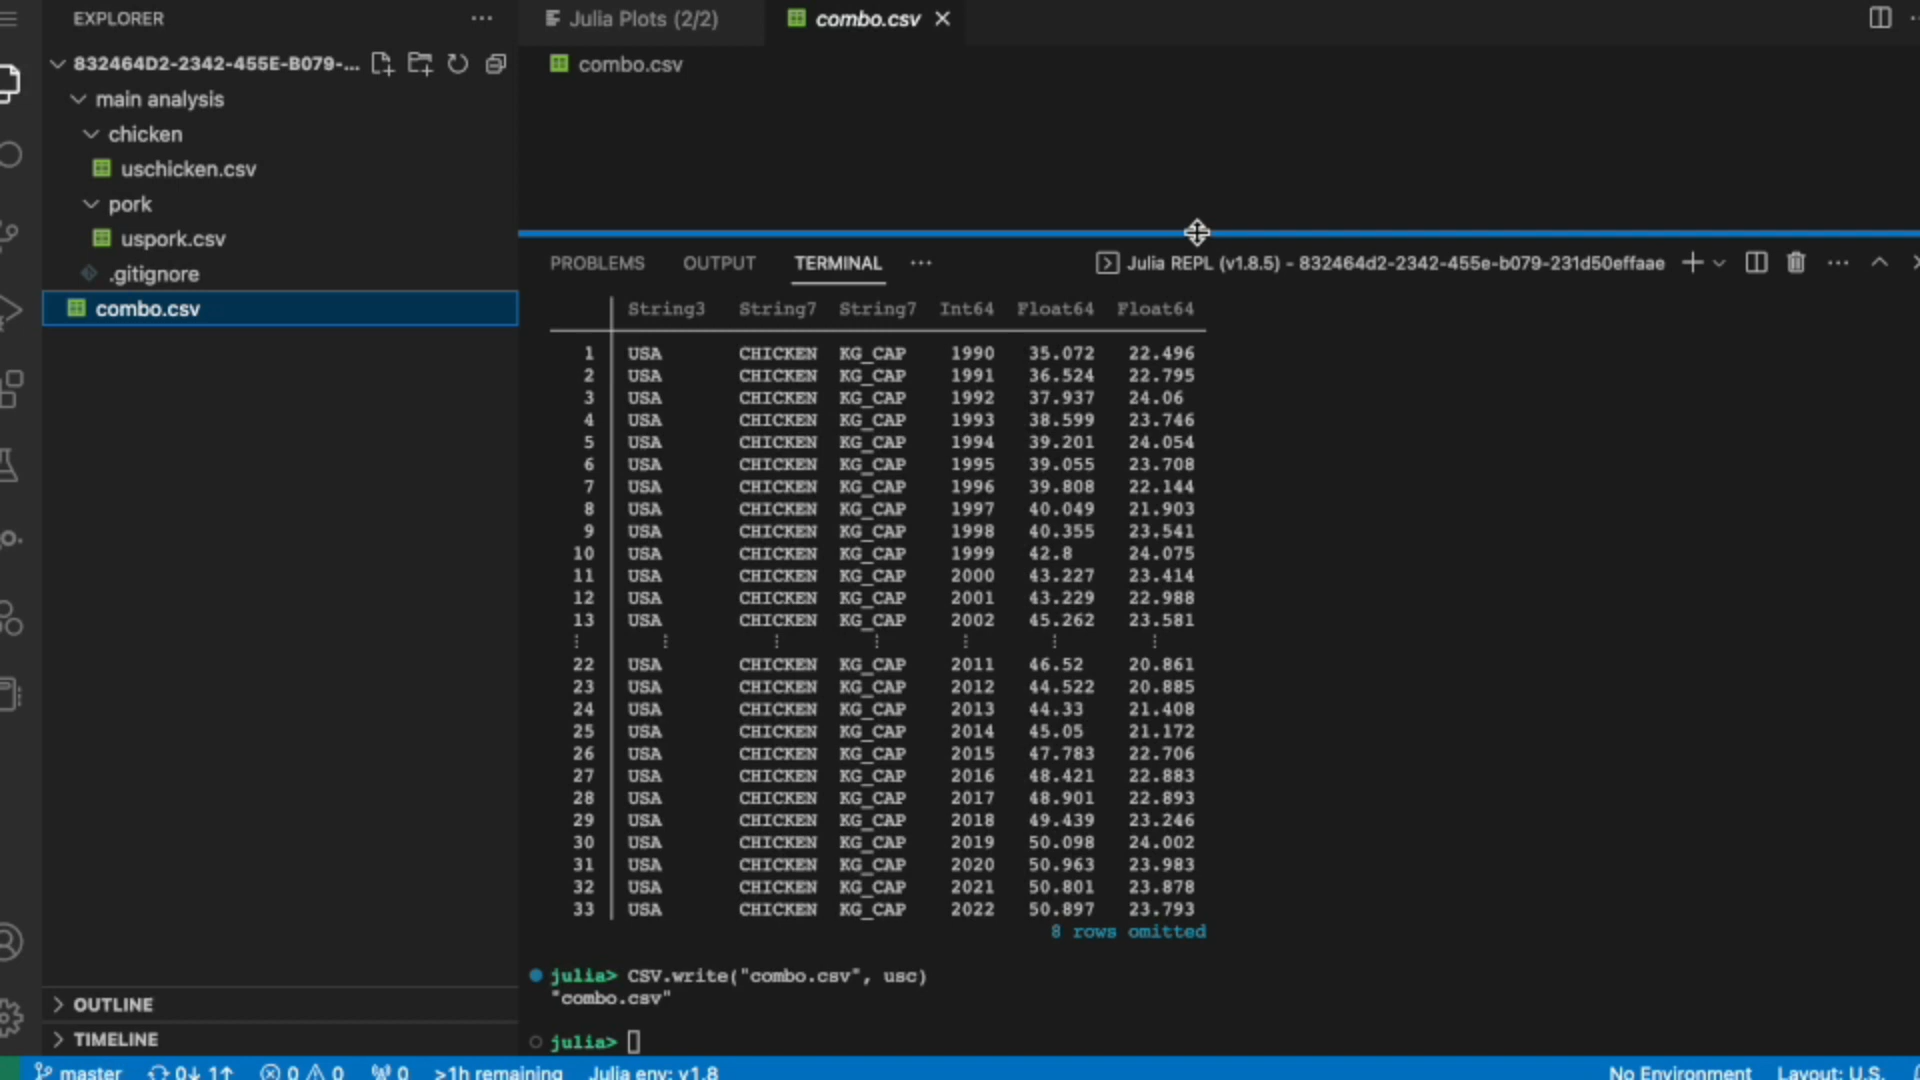 EXPLORER
832464D2-2342-455E-B079-...
main analysis
chicken
uschicken.csv
pork
uspork.csv
.gitignore
combo.csv
OUTLINE
TIMELINE
Julia Plots (2/2)
combo.csv
combo.csv
PROBLEMS OUTPUT TERMINAL ··· Julia REPL (v1.8.5) - 832464d2-2342-455e-b079-231d50effaae
String3 String7 String7 Int64 Float64 Float64
1 USA CHICKEN KG_CAP 1990 35.072 22.496
2 USA CHICKEN KG_CAP 1991 36.524 22.795
3 USA CHICKEN KG_CAP 1992 37.937 24.06
4 USA CHICKEN KG_CAP 1993 38.599 23.746
5 USA CHICKEN KG_CAP 1994 39.201 24.054
6 USA CHICKEN KG_CAP 1995 39.055 23.708
7 USA CHICKEN KG_CAP 1996 39.808 22.144
8 USA CHICKEN KG_CAP 1997 40.049 21.903
9 USA CHICKEN KG_CAP 1998 40.355 23.541
10 USA CHICKEN KG_CAP 1999 42.8 24.075
11 USA CHICKEN KG_CAP 2000 43.227 23.414
12 USA CHICKEN KG_CAP 2001 43.229 22.988
13 USA CHICKEN KG_CAP 2002 45.262 23.581
⋮ ⋮ ⋮ ⋮ ⋮ ⋮ ⋮
22 USA CHICKEN KG_CAP 2011 46.52 20.861
23 USA CHICKEN KG_CAP 2012 44.522 20.885
24 USA CHICKEN KG_CAP 2013 44.33 21.408
25 USA CHICKEN KG_CAP 2014 45.05 21.172
26 USA CHICKEN KG_CAP 2015 47.783 22.706
27 USA CHICKEN KG_CAP 2016 48.421 22.883
28 USA CHICKEN KG_CAP 2017 48.901 22.893
29 USA CHICKEN KG_CAP 2018 49.439 23.246
30 USA CHICKEN KG_CAP 2019 50.098 24.002
31 USA CHICKEN KG_CAP 2020 50.963 23.983
32 USA CHICKEN KG_CAP 2021 50.801 23.878
33 USA CHICKEN KG_CAP 2022 50.897 23.793
8 rows omitted
julia> CSV.write("combo.csv", usc)
"combo.csv"
julia>
master 0↓ 1↑ 0 0 0 >1h remaining Julia env: v1.8 No Environment Layout: U.S.